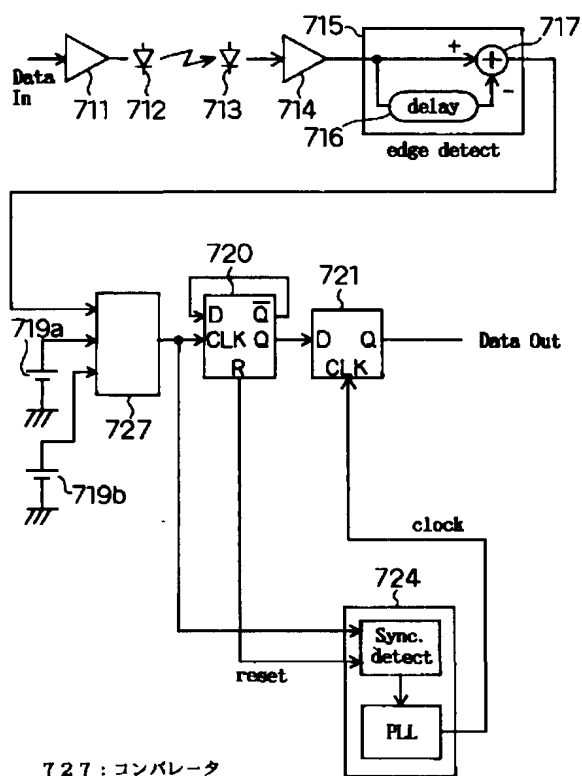 715
717
+
Data
In
711
712
713
714
-
716
delay
edge detect
720
721
D Q̅
CLK Q
R
D Q
CLK
Data Out
719a
727
719b
clock
724
Sync.
detect
reset
PLL
727:コンパレータ